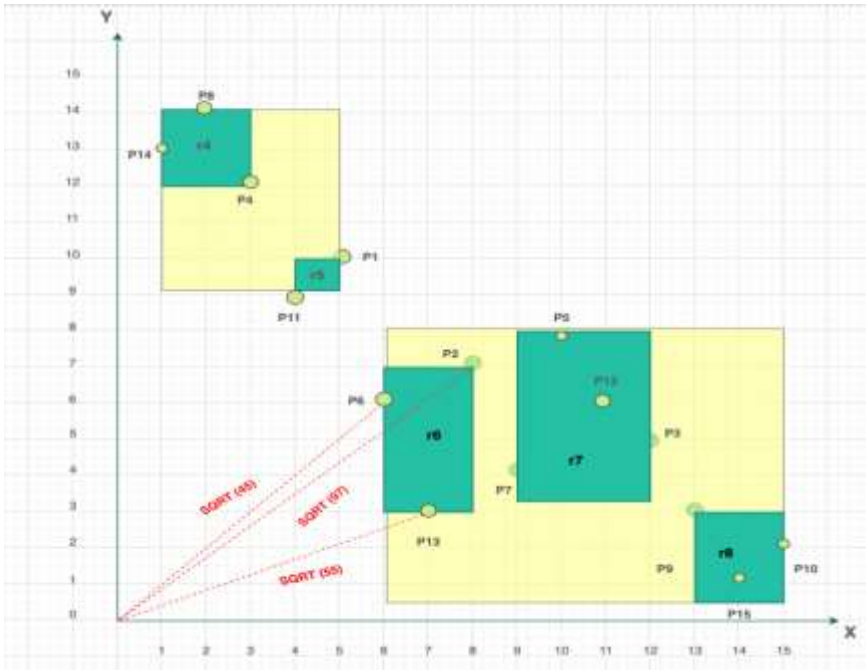 Y
15
P8
14
r4
13
P14
12
P4
11
10
P1
r5
9
P11
8
P5
7
P2
6
P6
P12
r6
5
P3
r7
4
P7
SQRT (45)
SQRT (97)
3
P13
2
r8
P9
P10
SQRT (55)
1
P15
0
X
1 2 3 4 5 6 7 8 9 10 11 12 13 14 15